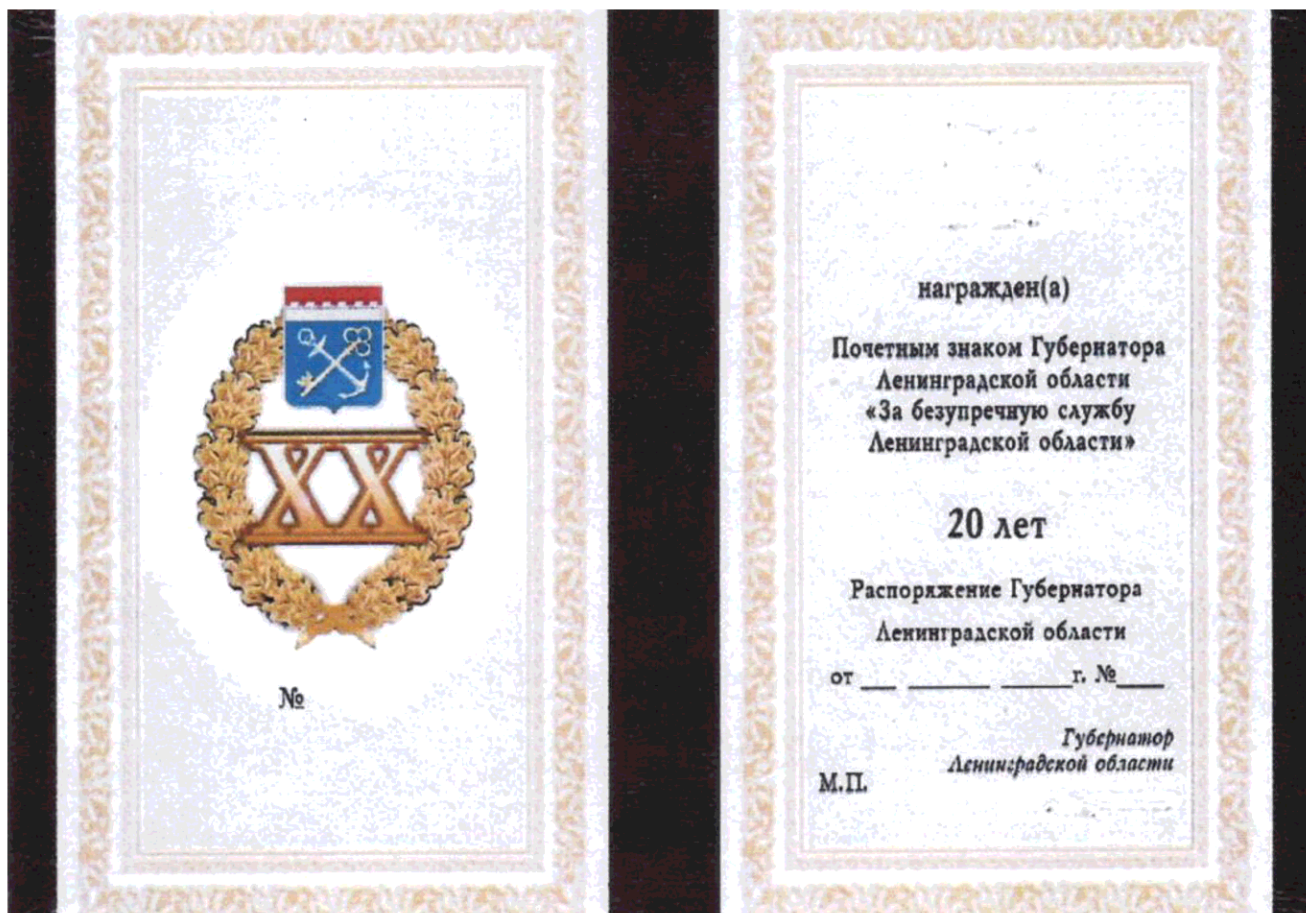 XX
№
награжден(а)
Почетным знаком Губернатора
Ленинградской области
«За безупречную службу
Ленинградской области»
20 лет
Распоряжение Губернатора
Ленинградской области
от ___ _______ ______г. №____
Губернатор
Ленинградской области
М.П.